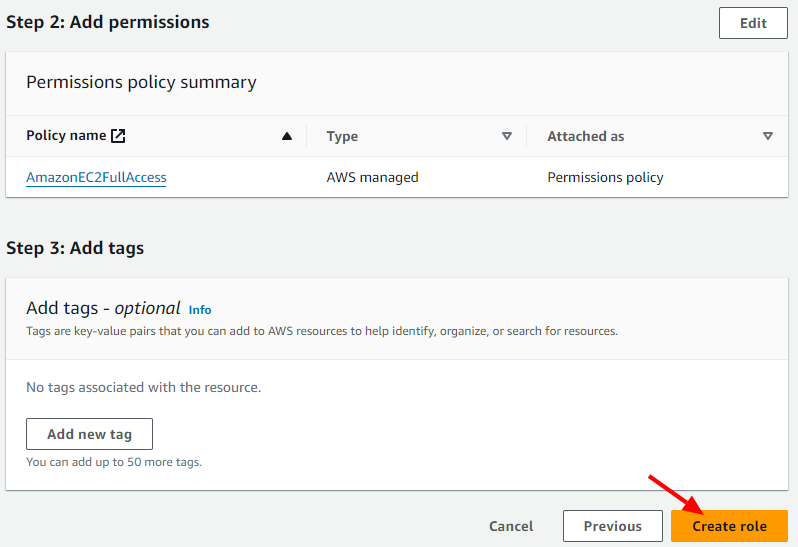 Step 2: Add permissions
Edit
Permissions policy summary
Policy name
Type
Attached as
AmazonEC2FullAccess
AWS managed
Permissions policy
Step 3: Add tags
Add tags - optional Info
Tags are key-value pairs that you can add to AWS resources to help identify, organize, or search for resources.
No tags associated with the resource.
Add new tag
You can add up to 50 more tags.
Cancel
Previous
Create role